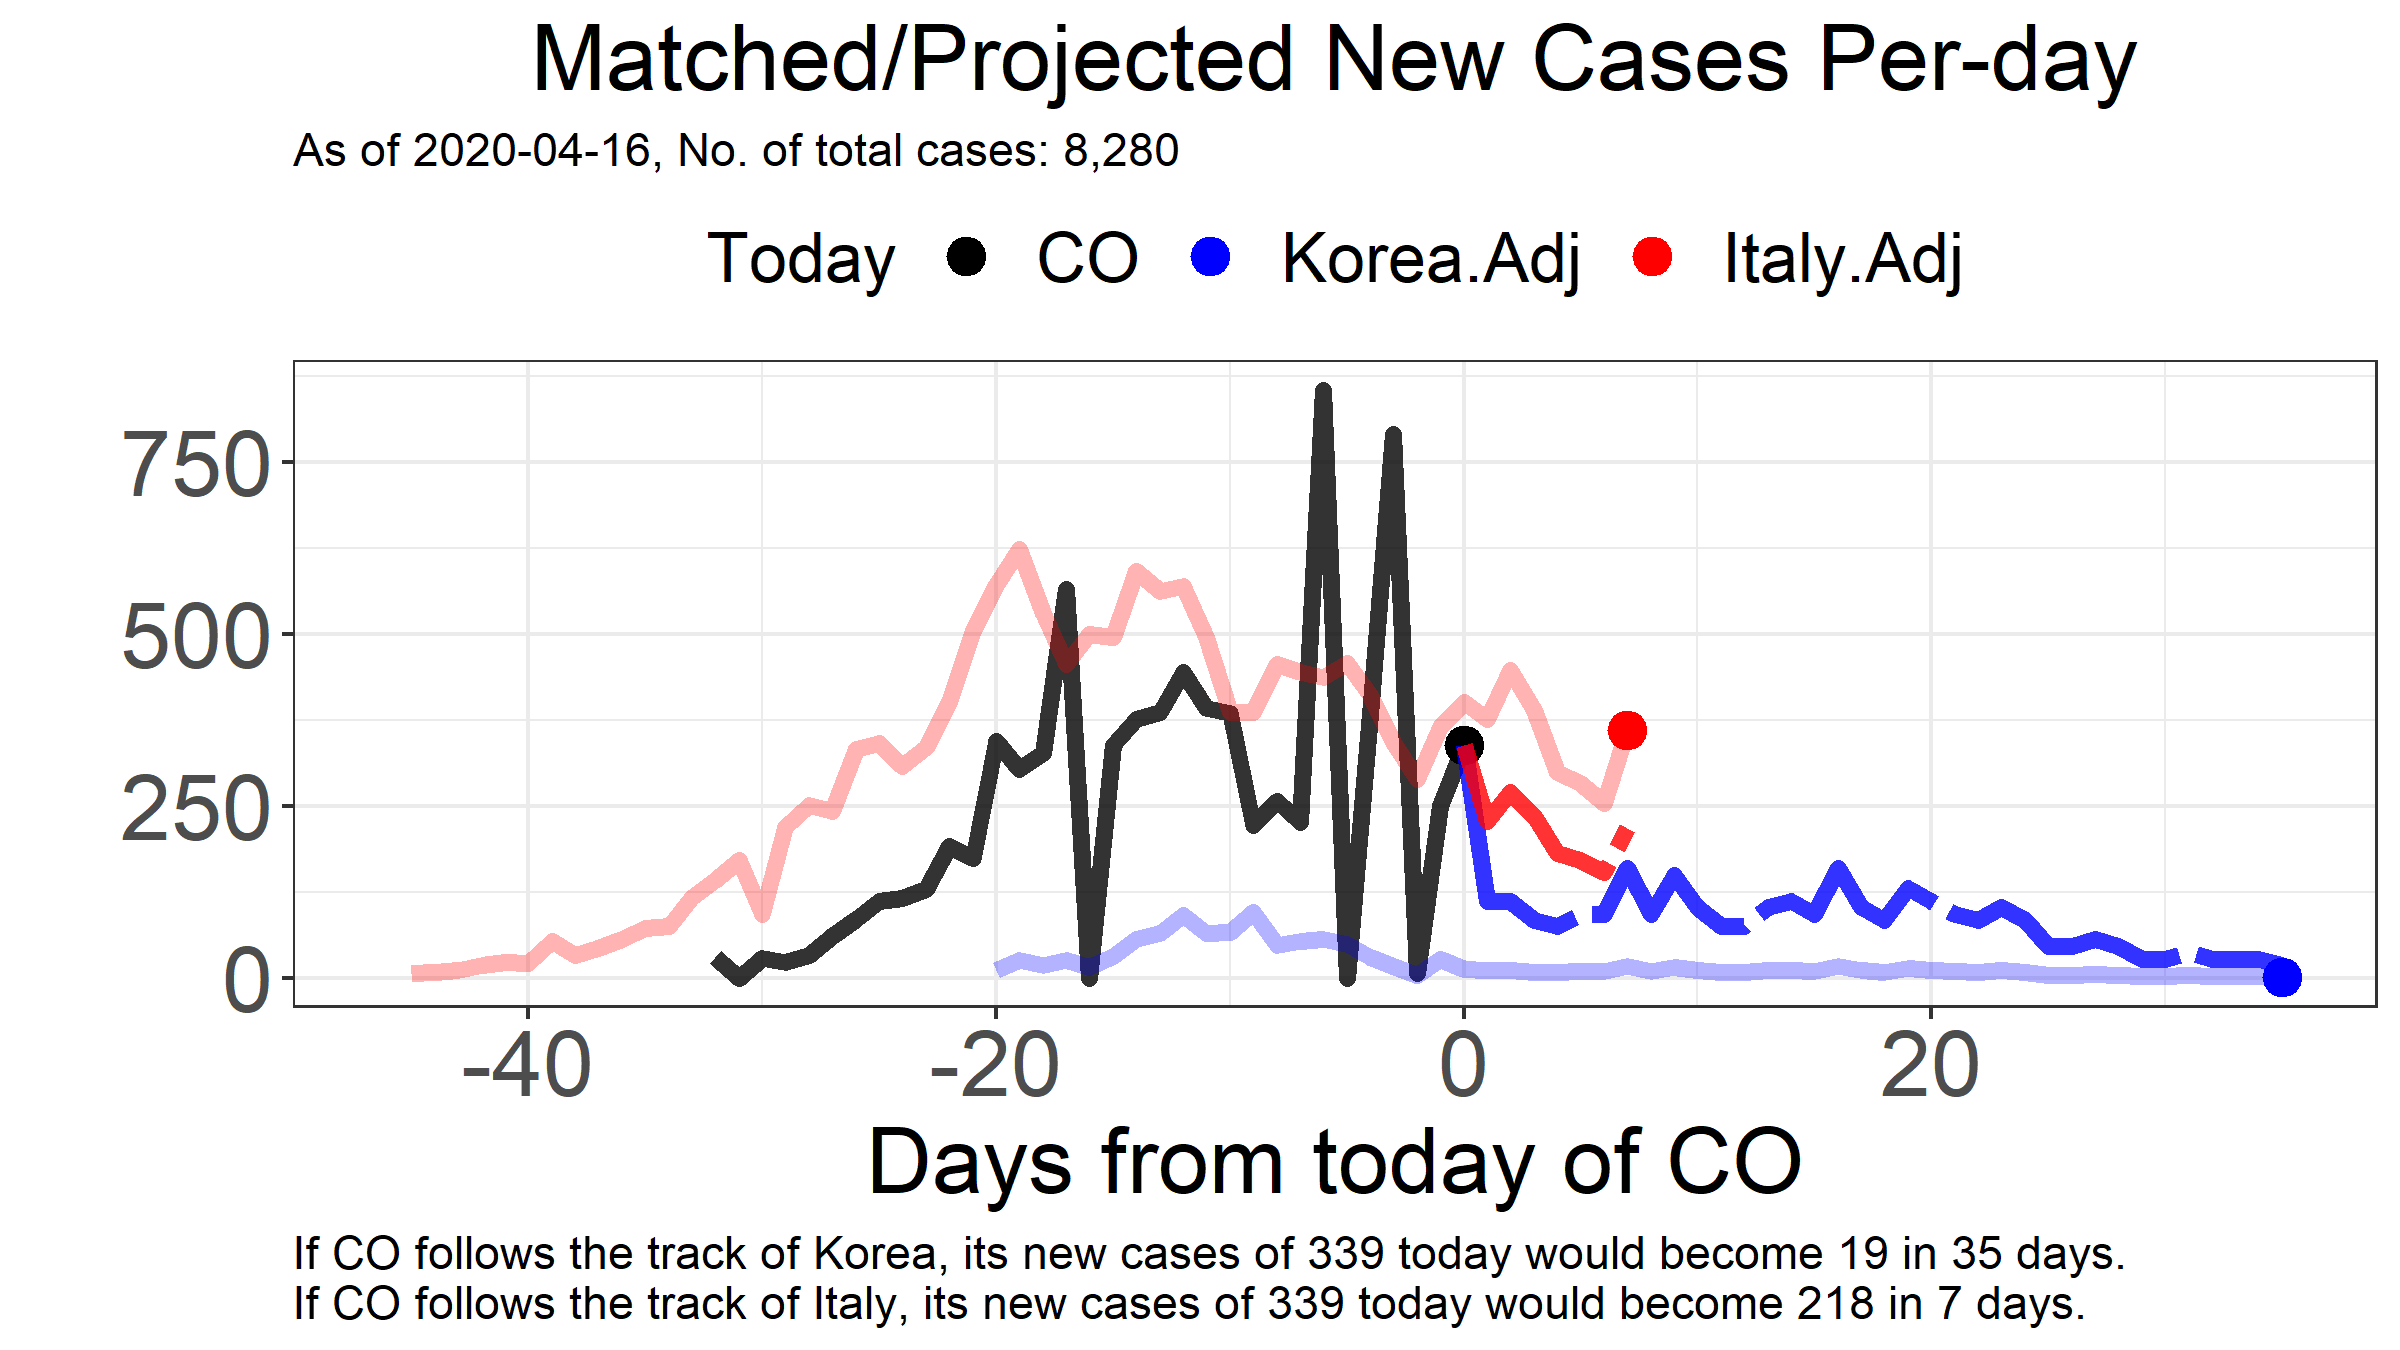 Matched/Projected New Cases Per-day
As of 2020-04-16, No. of total cases: 8,280
Today CO Korea.Adj Italy.Adj
750
500
250
0
-40 -20 0 20
Days from today of CO
If CO follows the track of Korea, its new cases of 339 today would become 19 in 35 days.
If CO follows the track of Italy, its new cases of 339 today would become 218 in 7 days.